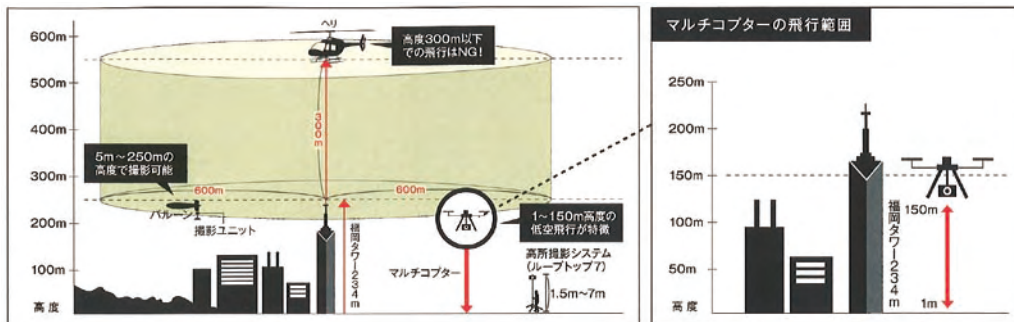 600m
500m
400m
300m
200m
100m
高度
ヘリ
高度300m以下
での飛行はNG!
300m
600m
600m
5m~250mの
高度で撮影可能
バルーン
撮影ユニット
福岡タワー234m
マルチコプター
1~150m高度の
低空飛行が特徴
高所撮影システム
(ルーフトップ7)
1.5m~7m
マルチコプターの飛行範囲
250m
200m
150m
100m
50m
高度
福岡タワー234m
150m
1m